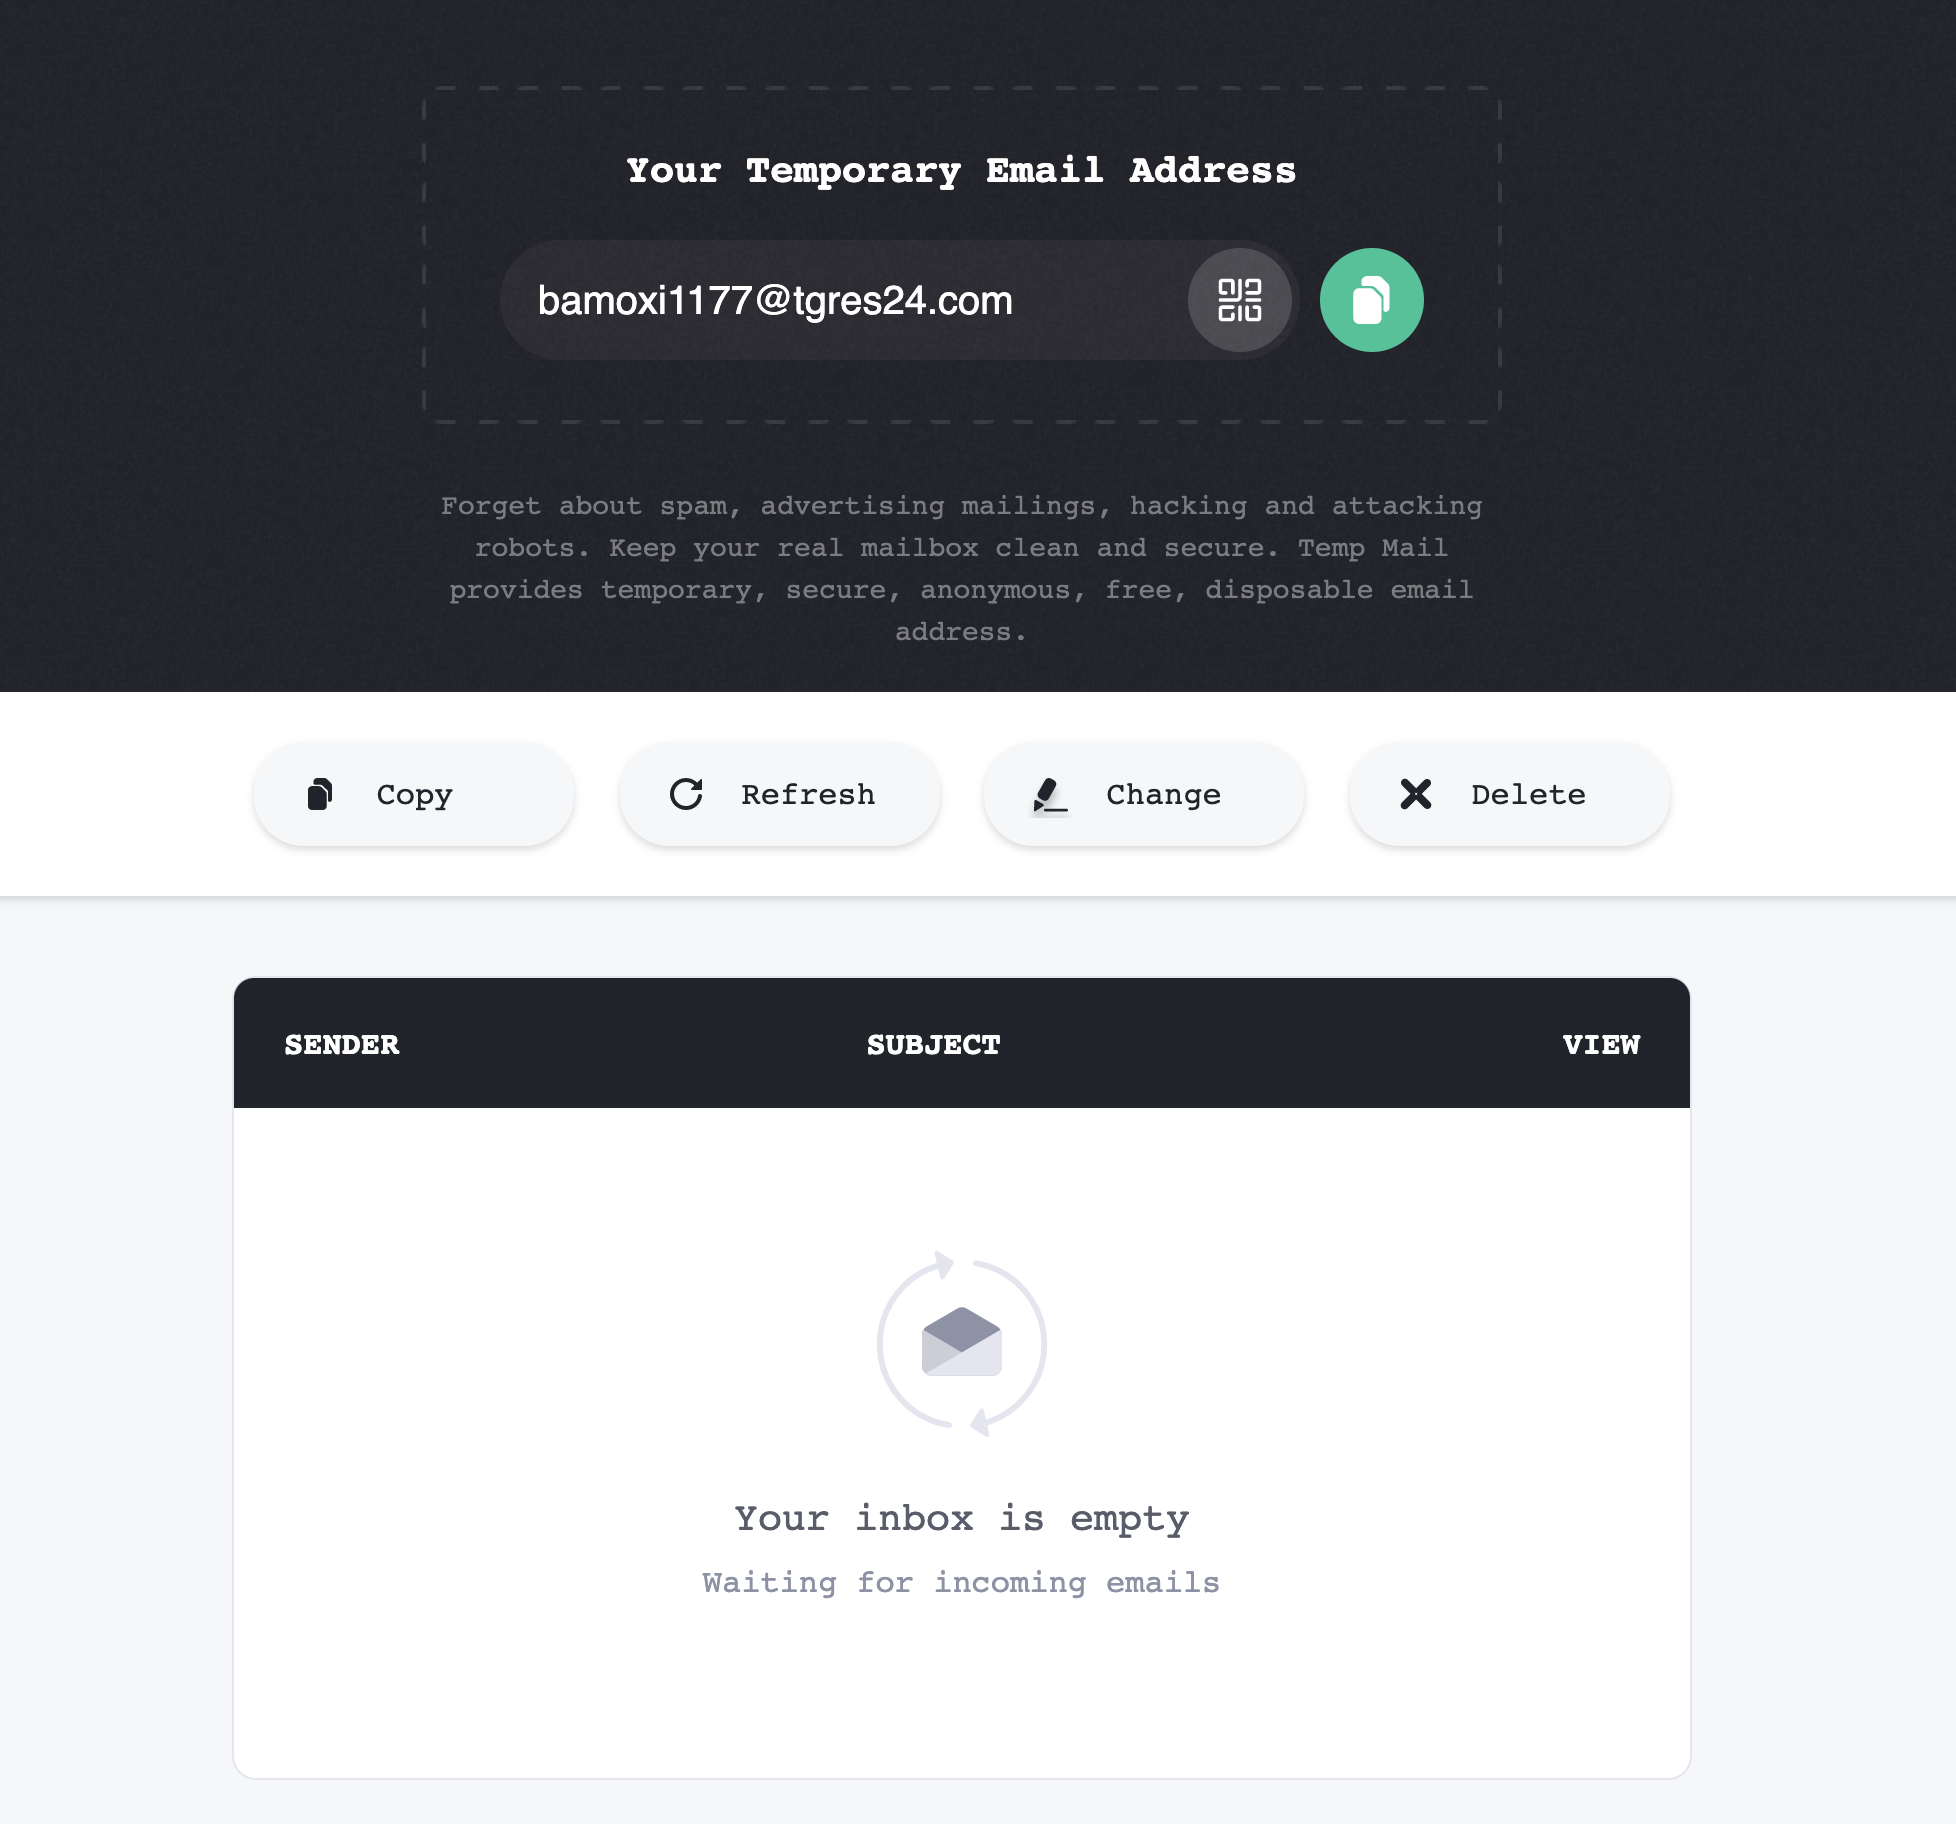 Your Temporary Email Address
bamoxi1177@tgres24.com
Forget about spam, advertising mailings, hacking and attacking
robots. Keep your real mailbox clean and secure. Temp Mail
provides temporary, secure, anonymous, free, disposable email
address.
Copy
Refresh
Change
Delete
SENDER
SUBJECT
VIEW
Your inbox is empty
Waiting for incoming emails